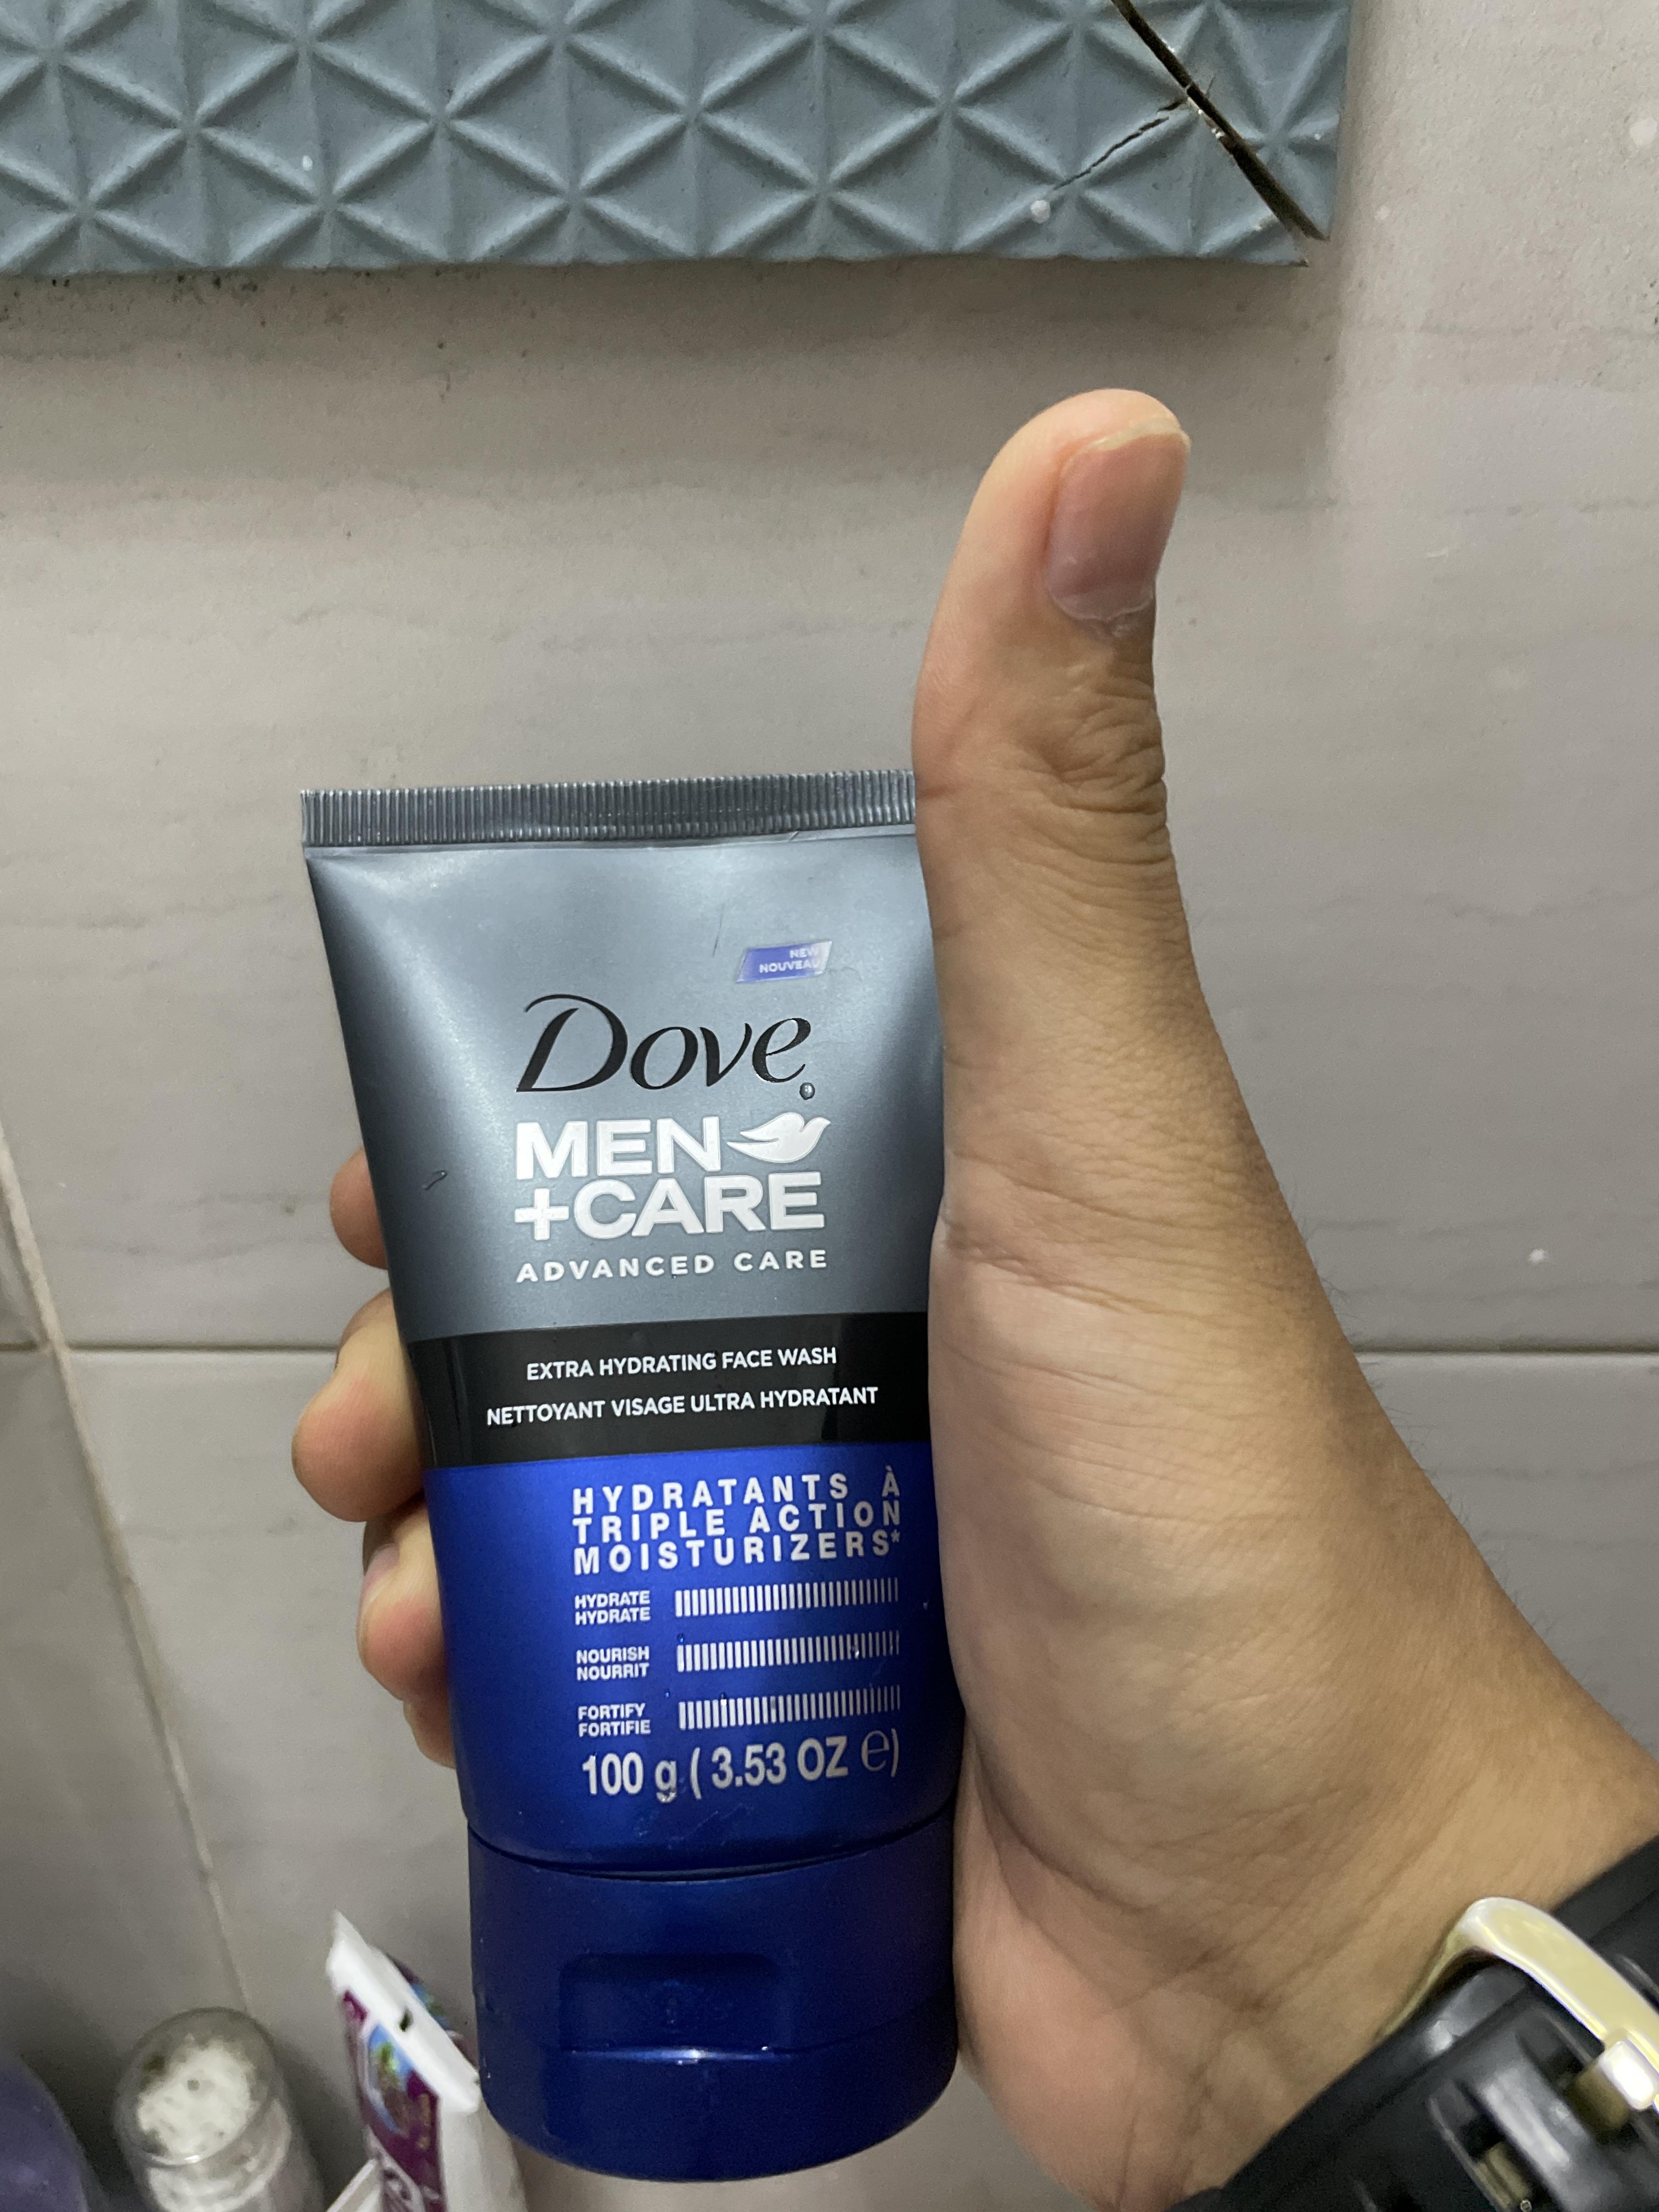 NEW
NOUVEAU
Dove
MEN
+CARE
ADVANCED CARE
EXTRA HYDRATING FACE WASH
NETTOYANT VISAGE ULTRA HYDRATANT
HYDRATANTS À
TRIPLE ACTION
MOISTURIZERS*
HYDRATE
HYDRATE
NOURISH
NOURRIT
FORTIFY
FORTIFIE
100 g ( 3.53 OZ ℮)